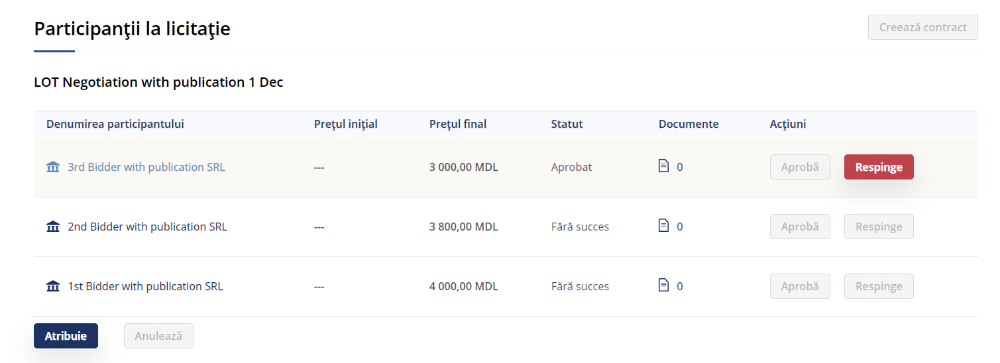 Participanţii la licitaţie
Creează contract
LOT Negotiation with publication 1 Dec
Denumirea participantului Preţul iniţial Preţul final Statut Documente Acţiuni
3rd Bidder with publication SRL --- 3 000,00 MDL Aprobat 0 Aprobă Respinge
2nd Bidder with publication SRL --- 3 800,00 MDL Fără succes 0 Aprobă Respinge
1st Bidder with publication SRL --- 4 000,00 MDL Fără succes 0 Aprobă Respinge
Atribuie Anulează